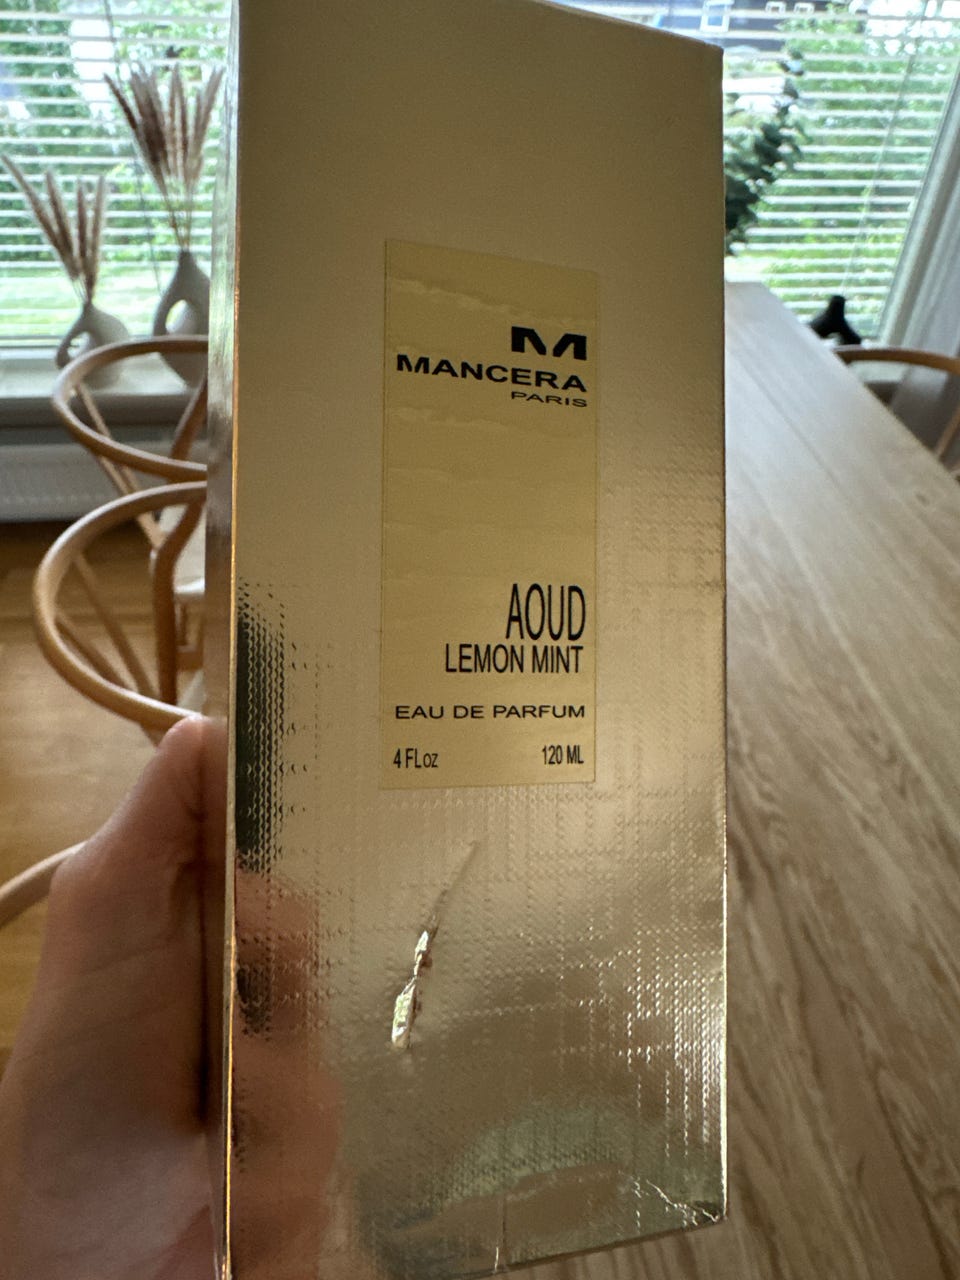 M
MANCERA
PARIS
AOUD
LEMON MINT
EAU DE PARFUM
4 FLoz 120 ML